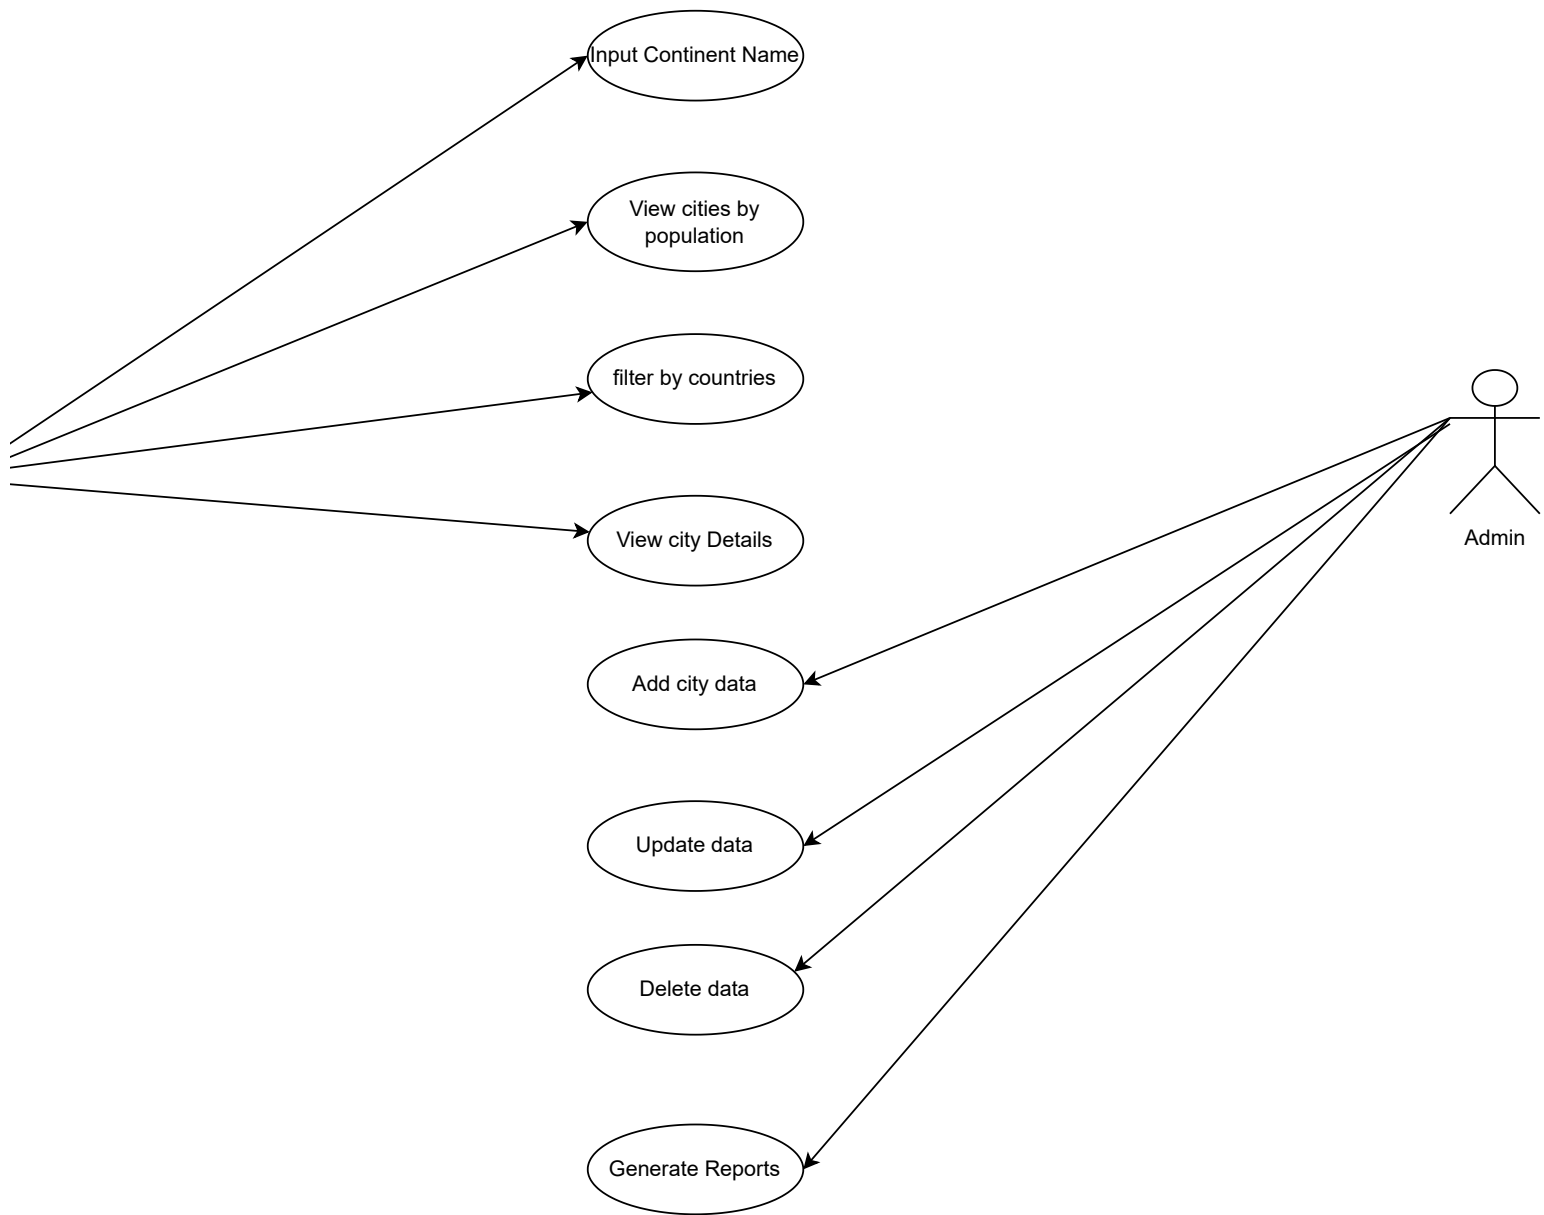 Input Continent Name
View cities by
population
filter by countries
View city Details
Admin
Add city data
Update data
Delete data
Generate Reports